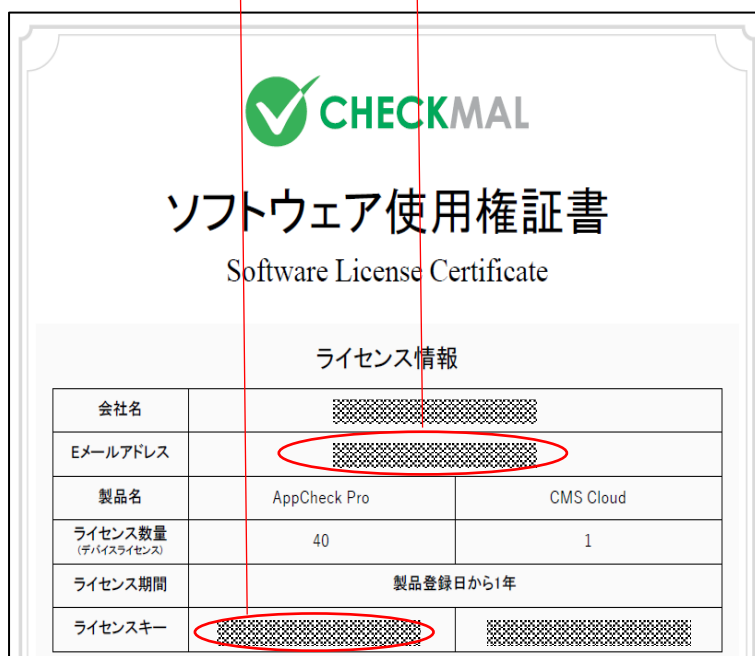 CHECKMAL
ソフトウェア使用権証書
Software License Certificate
ライセンス情報
会社名
Eメールアドレス
製品名 AppCheck Pro CMS Cloud
ライセンス数量 40 1
(デバイスライセンス)
ライセンス期間 製品登録日から1年
ライセンスキー